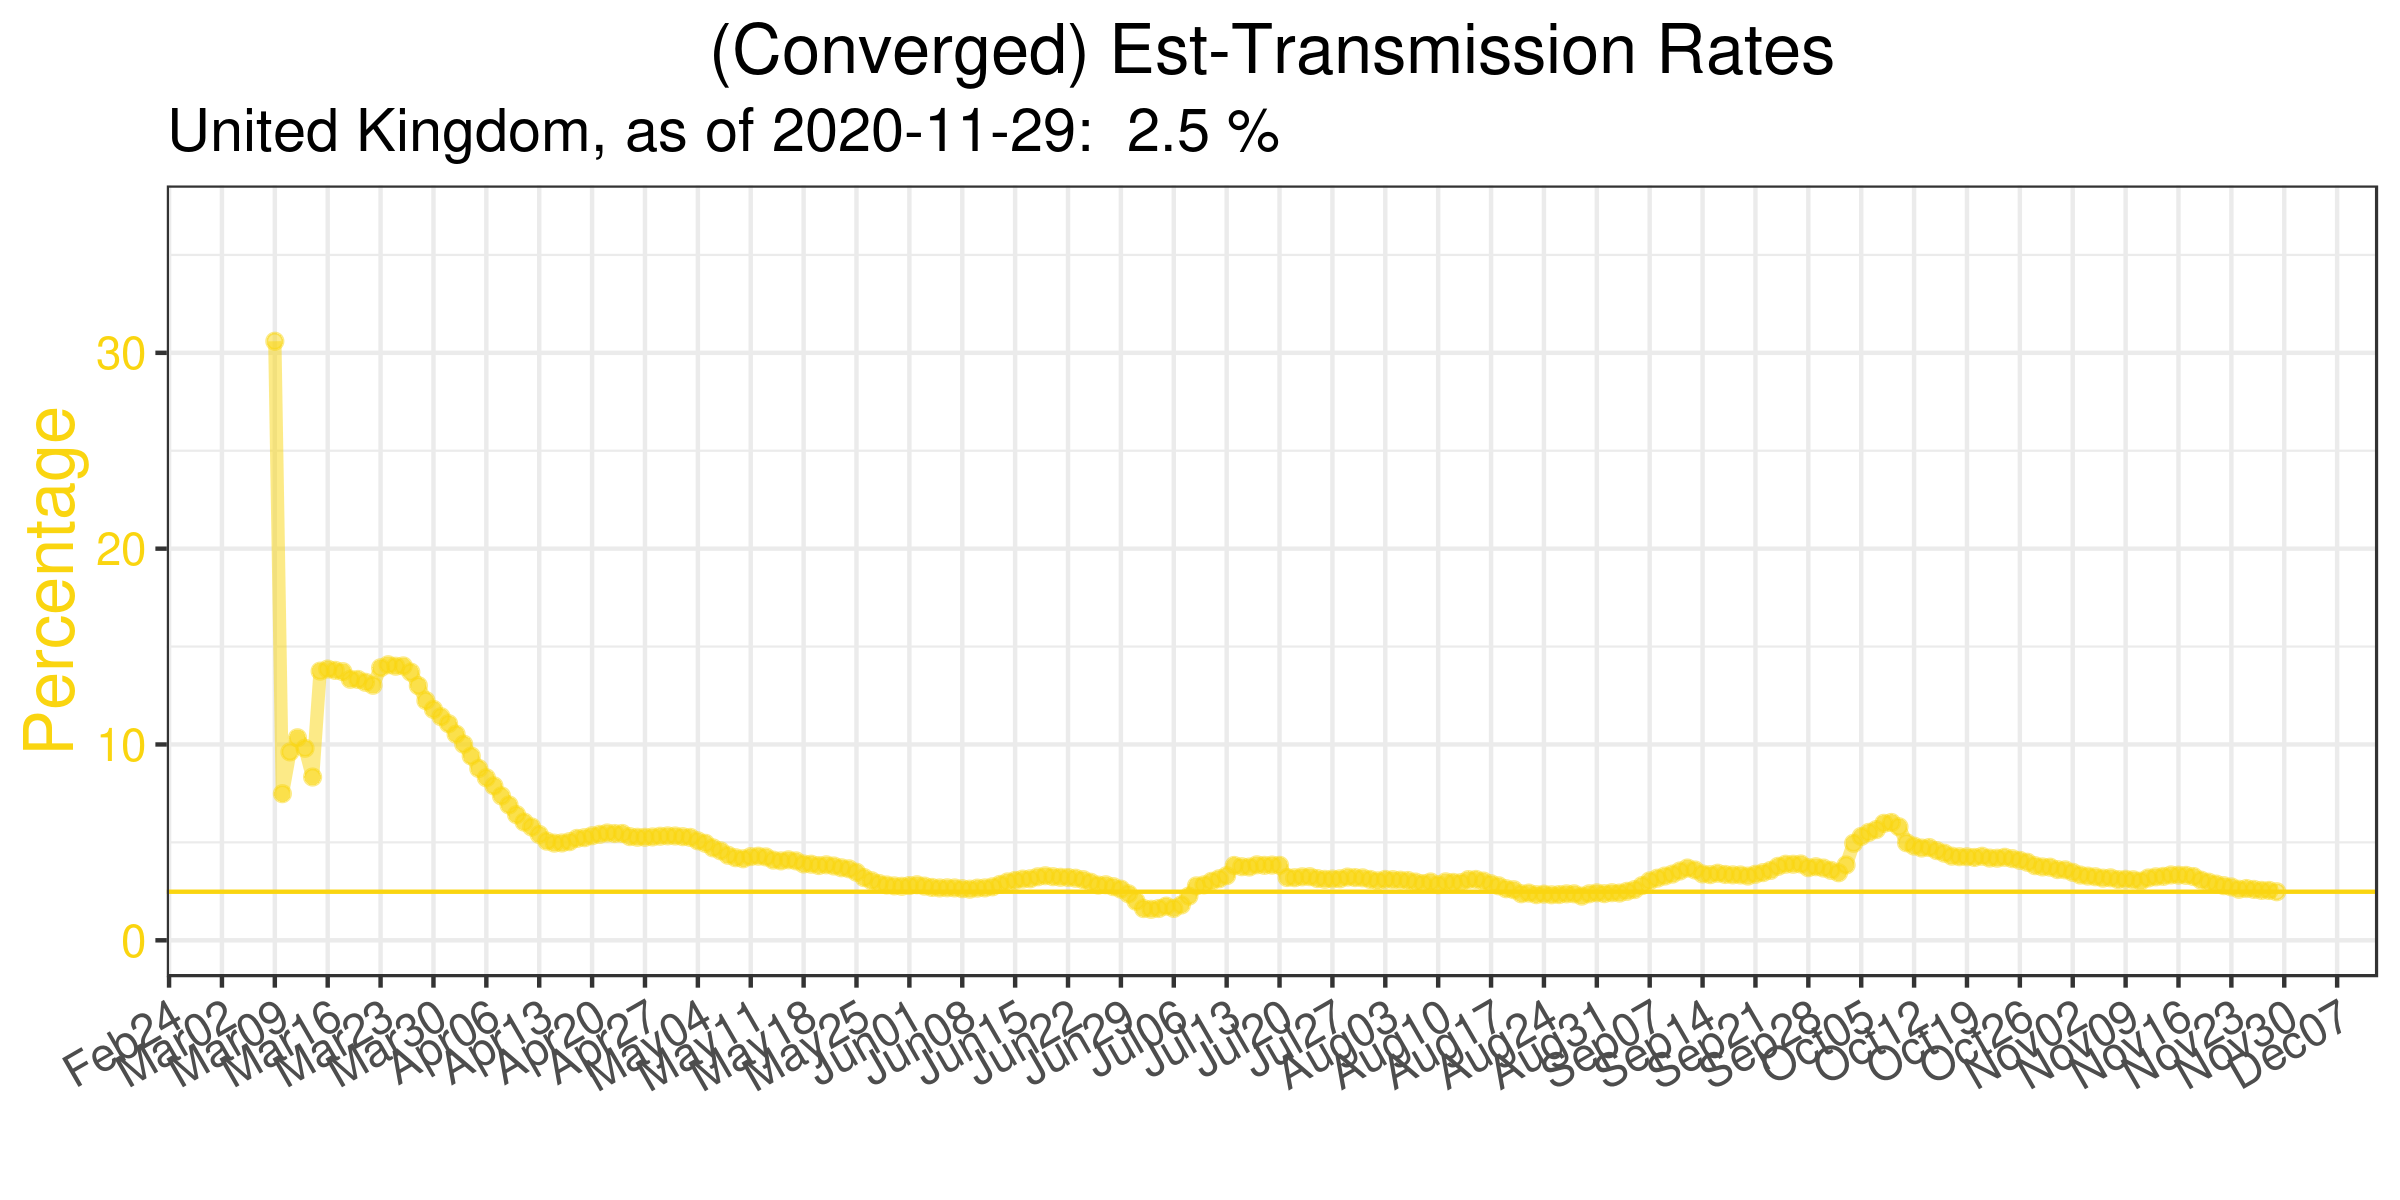 (Converged) Est-Transmission Rates
United Kingdom, as of 2020-11-29:  2.5 %
Percentage
30
20
10
0
Feb24
Mar02
Mar09
Mar16
Mar23
Mar30
Apr06
Apr13
Apr20
Apr27
May04
May11
May18
May25
Jun01
Jun08
Jun15
Jun22
Jun29
Jul06
Jul13
Jul20
Jul27
Aug03
Aug10
Aug17
Aug24
Aug31
Sep07
Sep14
Sep21
Sep28
Oct05
Oct12
Oct19
Oct26
Nov02
Nov09
Nov16
Nov23
Nov30
Dec07